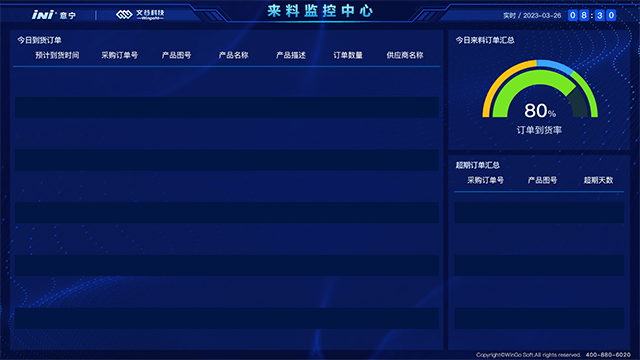 ini 意宁
文谷科技
WingoHi
来料监控中心
实时 / 2023-03-26 08:30
今日到货订单
预计到货时间 采购订单号 产品图号 产品名称 产品描述 订单数量 供应商名称
今日来料订单汇总
80%
订单到货率
超期订单汇总
采购订单号 产品图号 超期天数
Copyright©WinGo Soft.All rights reserved. 400-880-6020